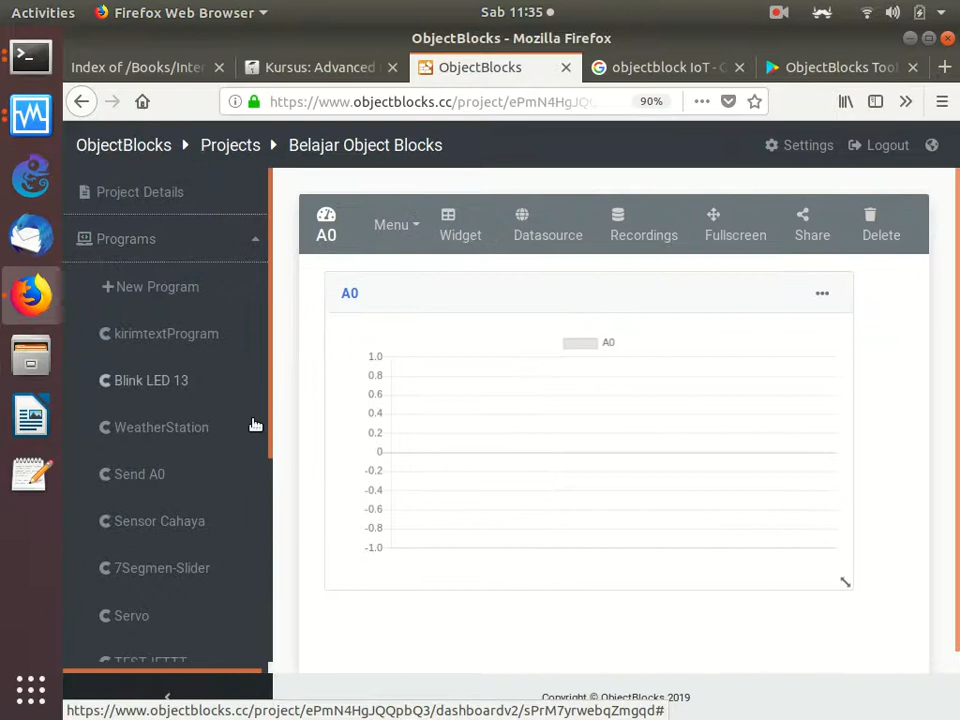 Activities
Firefox Web Browser
Sab 11:35
ObjectBlocks - Mozilla Firefox
Index of /Books/Inter
Kursus: Advanced
ObjectBlocks
objectblock IoT - G
ObjectBlocks Tool
https://www.objectblocks.cc/project/ePmN4HgJQQ
90%
ObjectBlocks
Projects
Belajar Object Blocks
Settings
Logout
Project Details
Programs
New Program
kirimtextProgram
Blink LED 13
WeatherStation
Send A0
Sensor Cahaya
7Segmen-Slider
Servo
TEST IFTTT
A0
Menu
Widget
Datasource
Recordings
Fullscreen
Share
Delete
A0
A0
1.0
0.8
0.6
0.4
0.2
0
-0.2
-0.4
-0.6
-0.8
-1.0
Copyright © ObjectBlocks 2019
https://www.objectblocks.cc/project/ePmN4HgJQQpbQ3/dashboardv2/sPrM7yrwebqZmgqd#